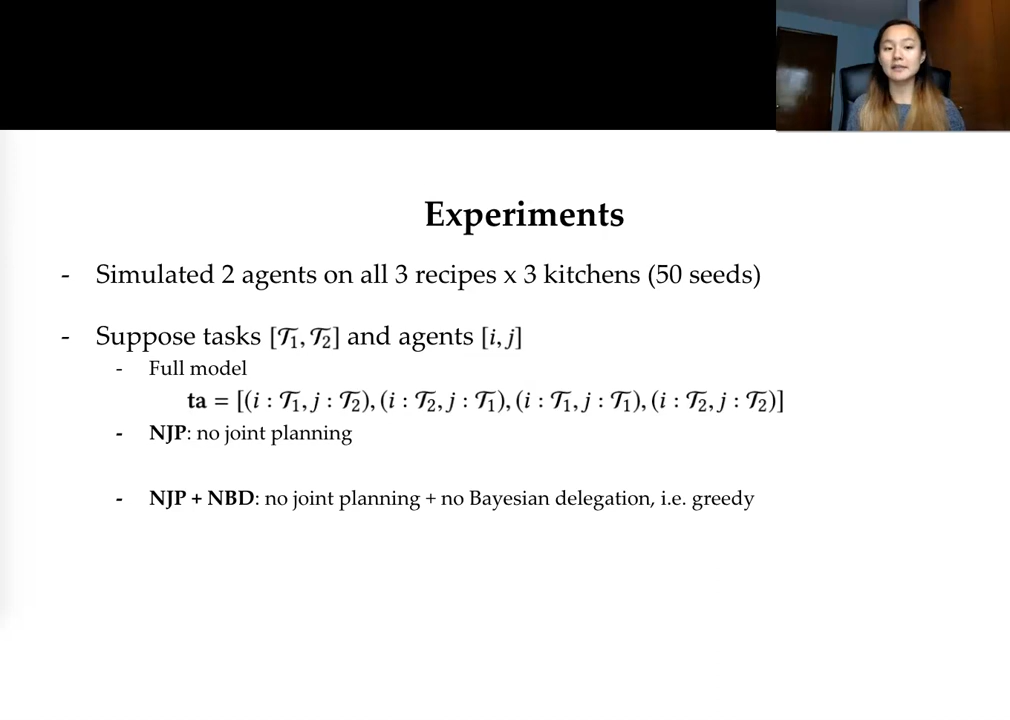 Experiments
- Simulated 2 agents on all 3 recipes x 3 kitchens (50 seeds)
- Suppose tasks [𝒯₁, 𝒯₂] and agents [i, j]
- Full model
ta = [(i : 𝒯₁, j : 𝒯₂), (i : 𝒯₂, j : 𝒯₁), (i : 𝒯₁, j : 𝒯₁), (i : 𝒯₂, j : 𝒯₂)]
- NJP: no joint planning
- NJP + NBD: no joint planning + no Bayesian delegation, i.e. greedy